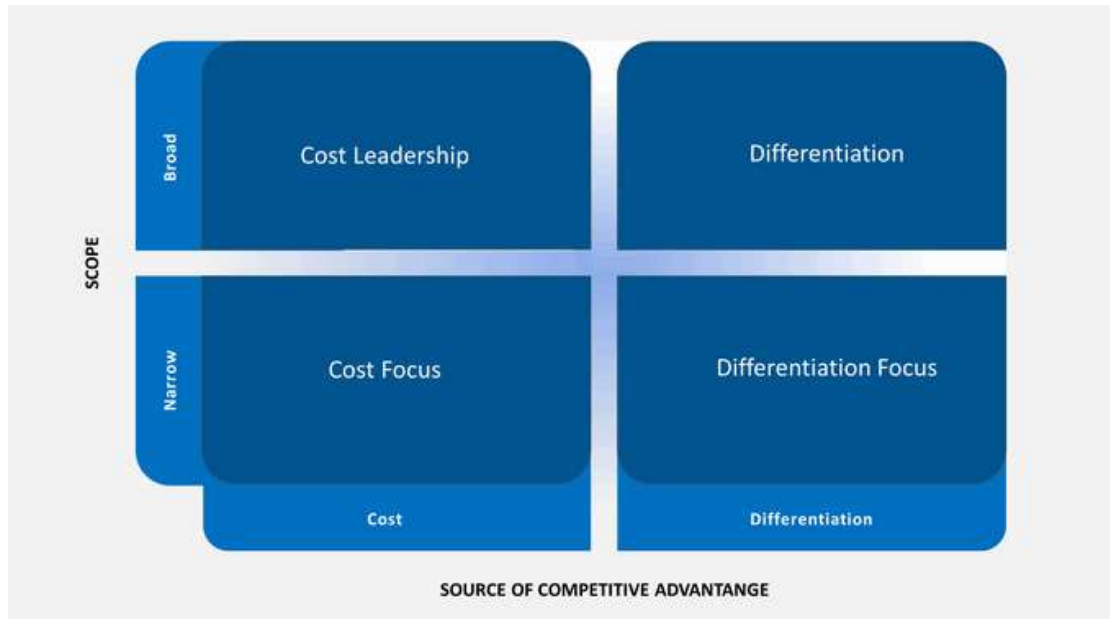 Broad
Cost Leadership
Differentiation
SCOPE
Narrow
Cost Focus
Differentiation Focus
Cost
Differentiation
SOURCE OF COMPETITIVE ADVANTANGE